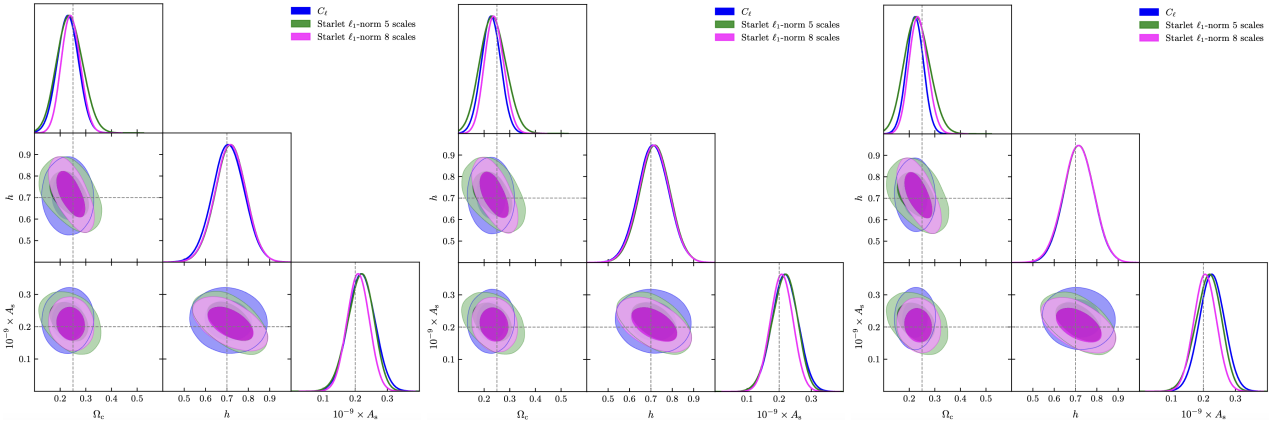 C_ℓ
Starlet ℓ₁-norm 5 scales
Starlet ℓ₁-norm 8 scales
0.9
0.8
h
0.7
0.6
0.5
0.3
10⁻⁹ × A_s
0.2
0.1
0.2 0.3 0.4 0.5
Ω_c
0.5 0.6 0.7 0.8 0.9
h
0.2 0.3
10⁻⁹ × A_s
C_ℓ
Starlet ℓ₁-norm 5 scales
Starlet ℓ₁-norm 8 scales
0.9
0.8
h
0.7
0.6
0.5
0.3
10⁻⁹ × A_s
0.2
0.1
0.2 0.3 0.4 0.5
Ω_c
0.5 0.6 0.7 0.8 0.9
h
0.1 0.2 0.3
10⁻⁹ × A_s
C_ℓ
Starlet ℓ₁-norm 5 scales
Starlet ℓ₁-norm 8 scales
0.9
0.8
h
0.7
0.6
0.5
0.3
10⁻⁹ × A_s
0.2
0.1
0.2 0.3 0.4 0.5
Ω_c
0.5 0.6 0.7 0.8 0.9
h
0.1 0.2 0.3
10⁻⁹ × A_s